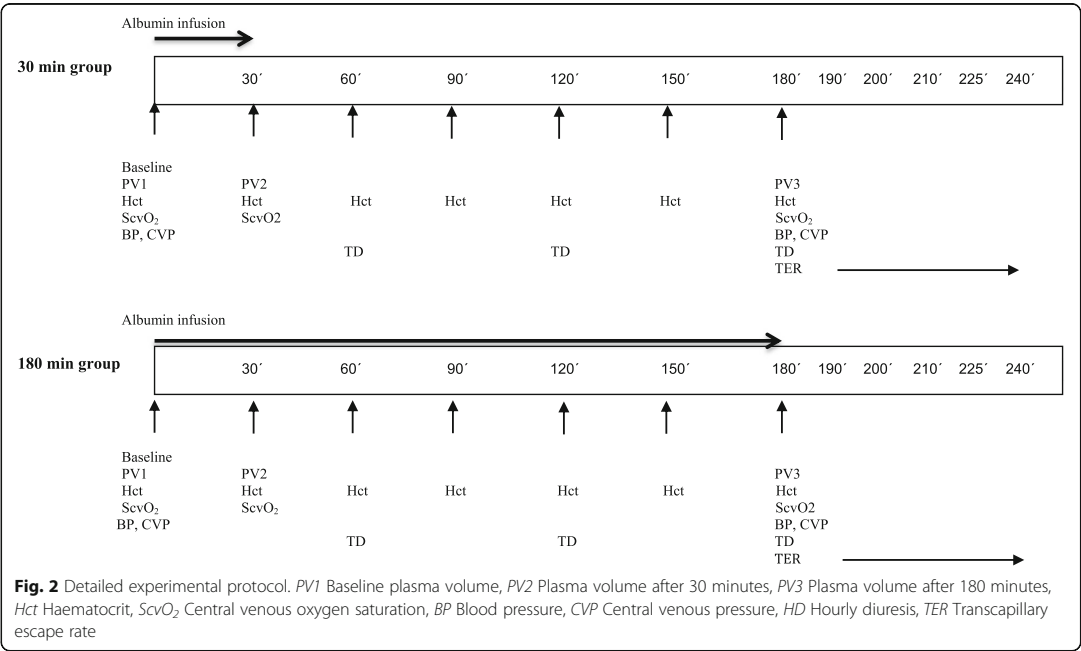 Albumin infusion
30 min group
30´ 60´ 90´ 120´ 150´ 180´ 190´ 200´ 210´ 225´ 240´
Baseline
PV1 PV2 PV3
Hct Hct Hct Hct Hct Hct Hct
ScvO₂ ScvO2 ScvO₂
BP, CVP BP, CVP
TD TD TD
TER
Albumin infusion
180 min group
30´ 60´ 90´ 120´ 150´ 180´ 190´ 200´ 210´ 225´ 240´
Baseline
PV1 PV2 PV3
Hct Hct Hct Hct Hct Hct Hct
ScvO₂ ScvO₂ ScvO2
BP, CVP BP, CVP
TD TD TD
TER
Fig. 2 Detailed experimental protocol. PV1 Baseline plasma volume, PV2 Plasma volume after 30 minutes, PV3 Plasma volume after 180 minutes,
Hct Haematocrit, ScvO₂ Central venous oxygen saturation, BP Blood pressure, CVP Central venous pressure, HD Hourly diuresis, TER Transcapillary
escape rate